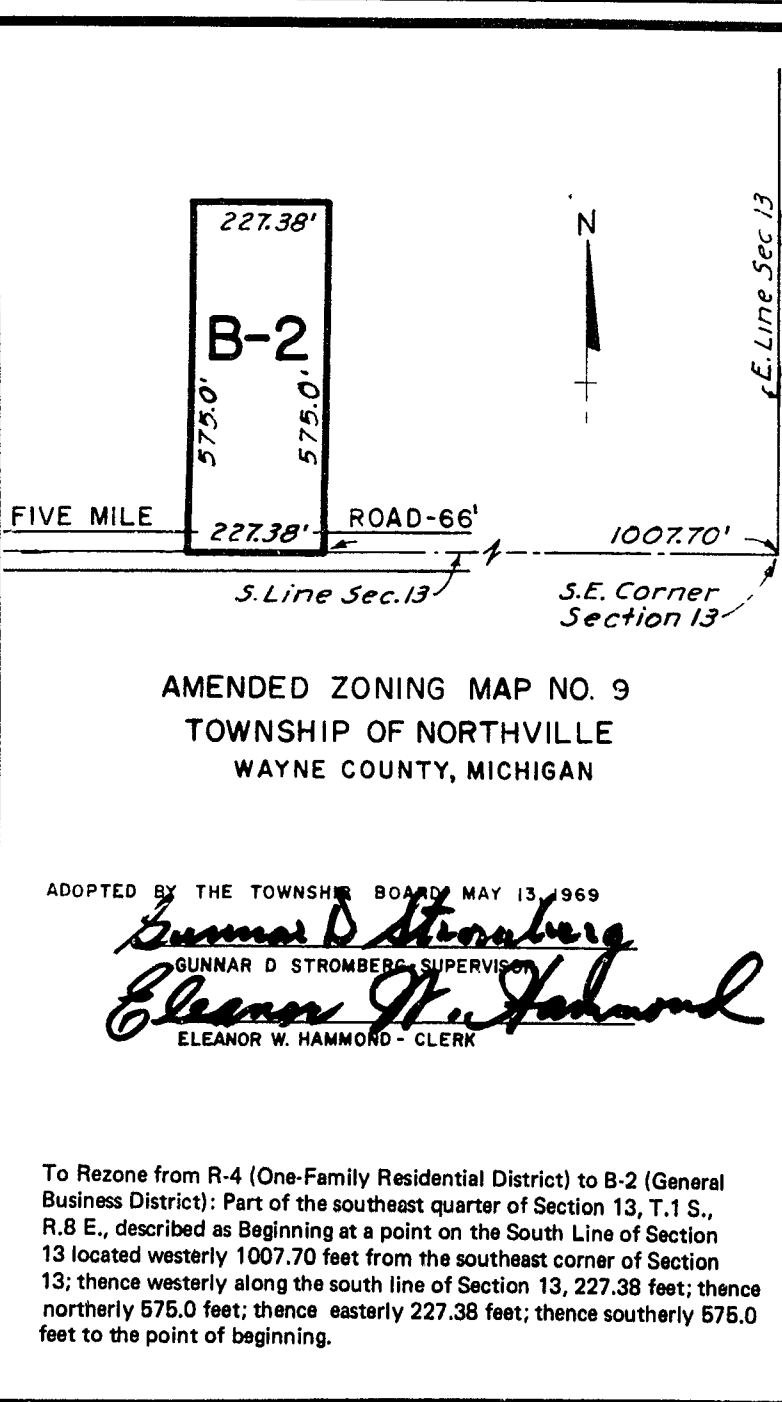 227.38'
N
E. Line Sec 13
B-2
575.0'
575.0'
FIVE MILE
227.38'
ROAD-66'
1007.70'
S. Line Sec. 13
S.E. Corner
Section 13
AMENDED ZONING MAP NO. 9
TOWNSHIP OF NORTHVILLE
WAYNE COUNTY, MICHIGAN
ADOPTED BY THE TOWNSHIP BOARD, MAY 13, 1969
Gunnar D Stromberg
GUNNAR D STROMBERG-SUPERVISOR
Eleanor W. Hammond
ELEANOR W. HAMMOND - CLERK
To Rezone from R-4 (One-Family Residential District) to B-2 (General
Business District): Part of the southeast quarter of Section 13, T.1 S.,
R.8 E., described as Beginning at a point on the South Line of Section
13 located westerly 1007.70 feet from the southeast corner of Section
13; thence westerly along the south line of Section 13, 227.38 feet; thence
northerly 575.0 feet; thence easterly 227.38 feet; thence southerly 575.0
feet to the point of beginning.